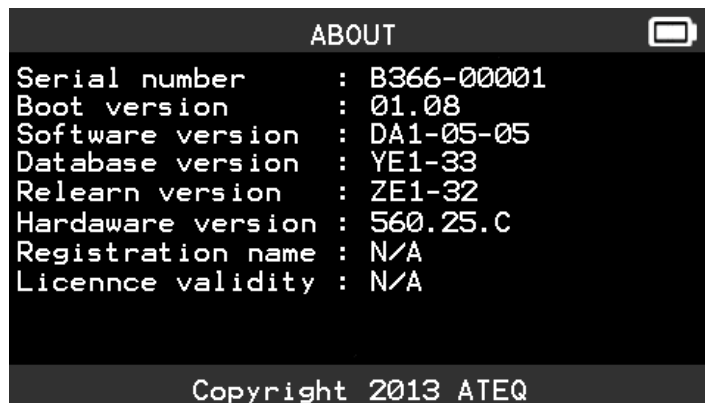 ABOUT
Serial number : B366-00001
Boot version : 01.08
Software version : DA1-05-05
Database version : YE1-33
Relearn version : ZE1-32
Hardaware version : 560.25.C
Registration name : N/A
Licennce validity : N/A
Copyright 2013 ATEQ